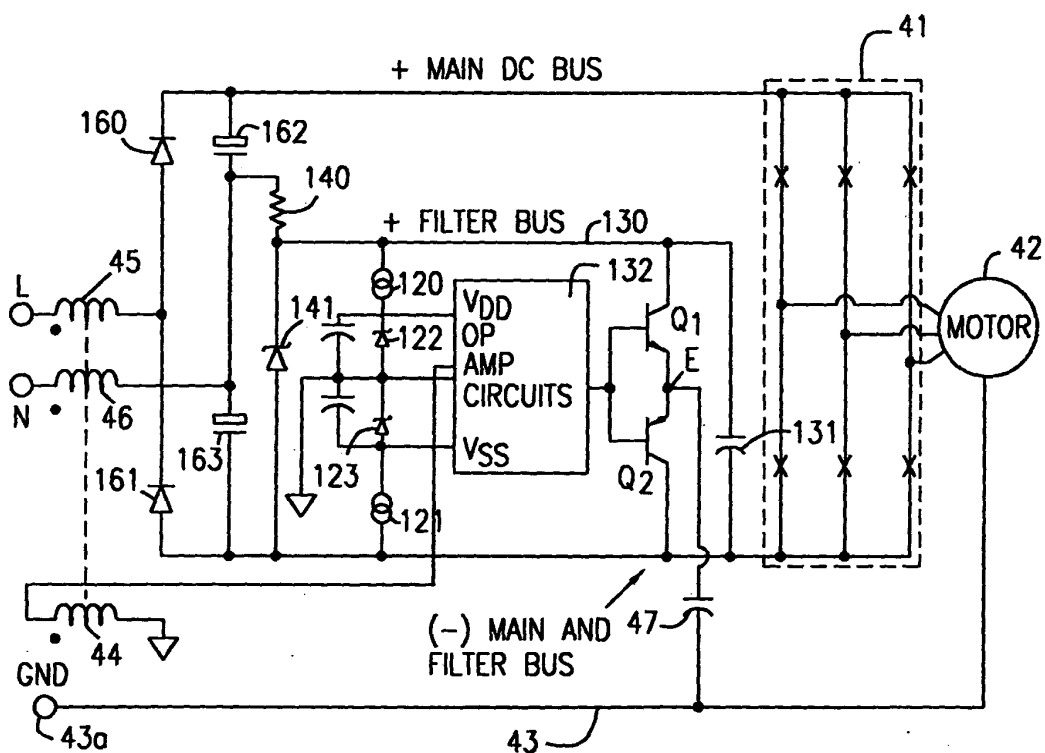 41
+ MAIN DC BUS
160
162
140
+ FILTER BUS
130
42
45
120
132
L
141
VDD
Q1
122
OP
MOTOR
AMP
E
N
CIRCUITS
46
131
163
VSS
123
Q2
161
121
(-) MAIN AND
FILTER BUS
47
44
GND
43a
43